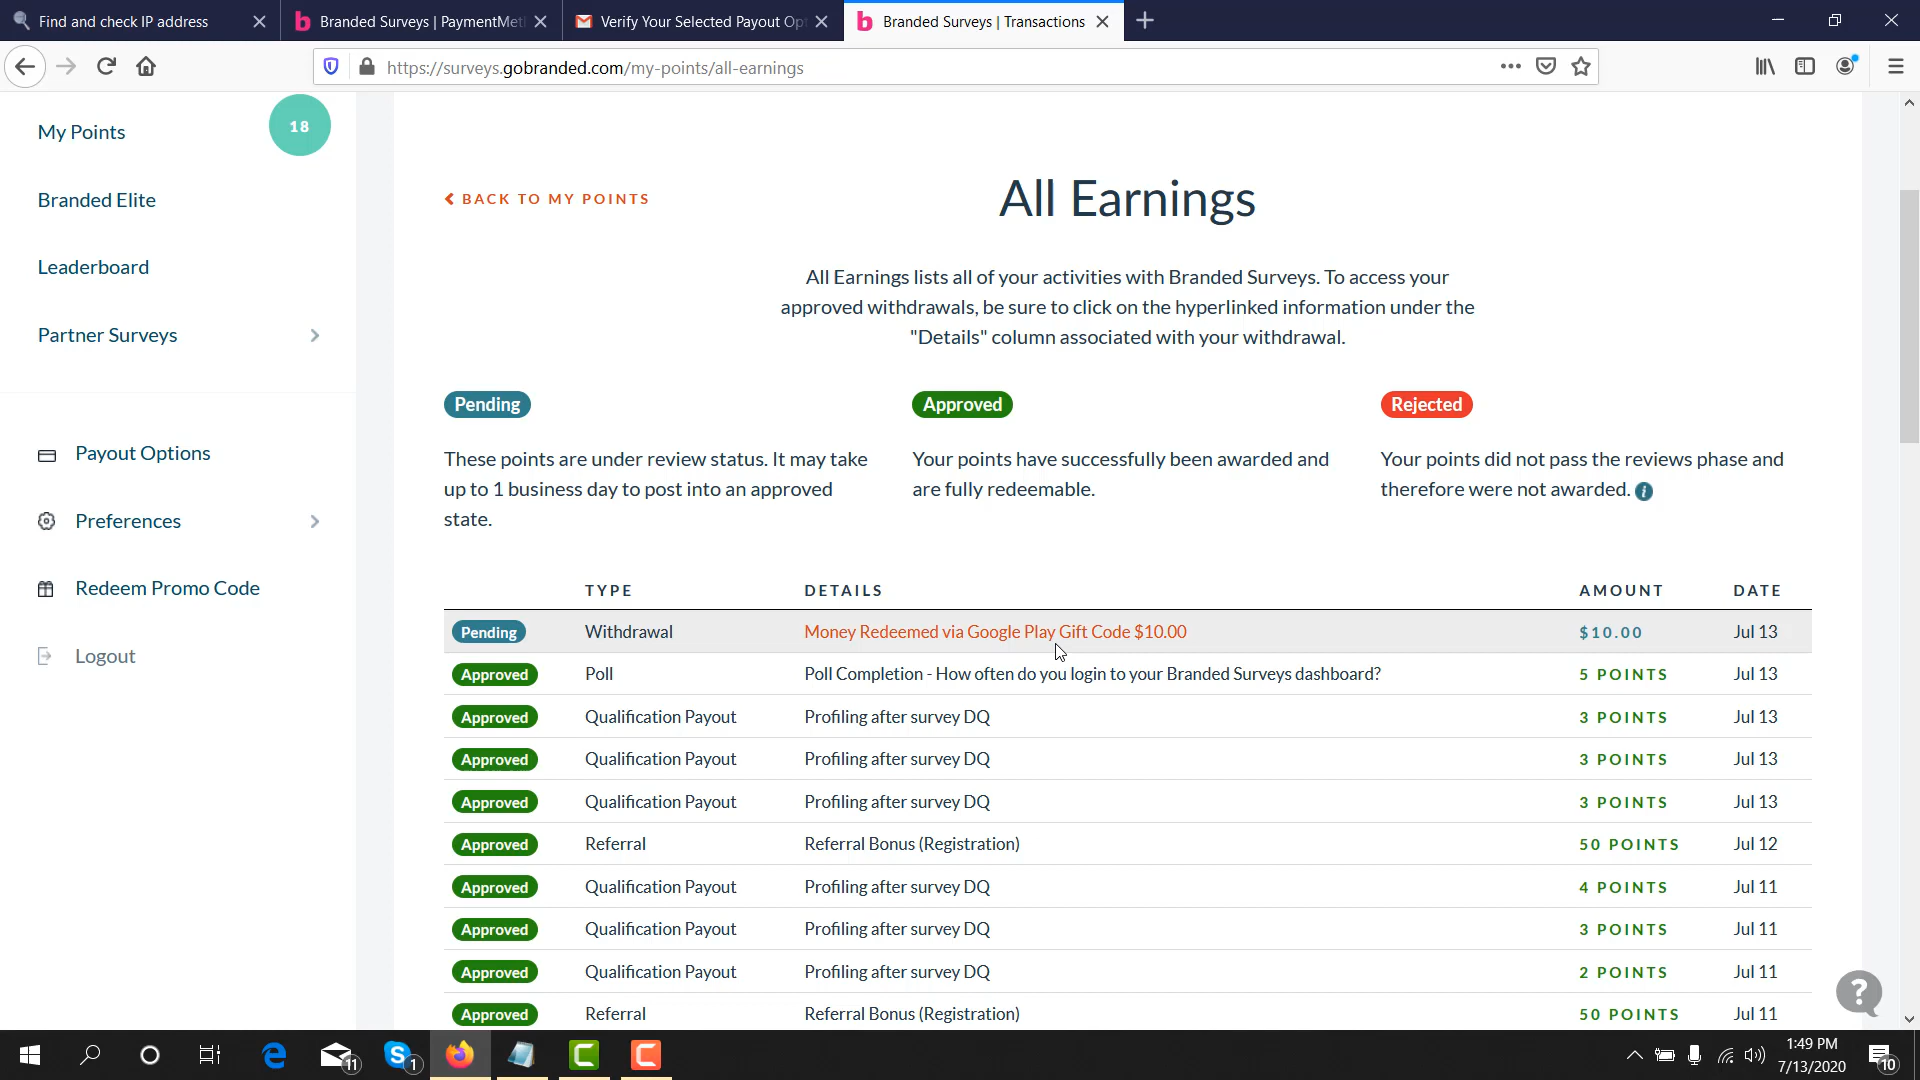 Find and check IP address
Branded Surveys | PaymentMet
Verify Your Selected Payout Opt
Branded Surveys | Transactions
https://surveys.gobranded.com/my-points/all-earnings
My Points
18
Branded Elite
Leaderboard
Partner Surveys
Payout Options
Preferences
Redeem Promo Code
Logout
BACK TO MY POINTS
All Earnings
All Earnings lists all of your activities with Branded Surveys. To access your
approved withdrawals, be sure to click on the hyperlinked information under the
"Details" column associated with your withdrawal.
Pending
These points are under review status. It may take
up to 1 business day to post into an approved
state.
Approved
Your points have successfully been awarded and
are fully redeemable.
Rejected
Your points did not pass the reviews phase and
therefore were not awarded. i
TYPE DETAILS AMOUNT DATE
Pending Withdrawal Money Redeemed via Google Play Gift Code $10.00 $10.00 Jul 13
Approved Poll Poll Completion - How often do you login to your Branded Surveys dashboard? 5 POINTS Jul 13
Approved Qualification Payout Profiling after survey DQ 3 POINTS Jul 13
Approved Qualification Payout Profiling after survey DQ 3 POINTS Jul 13
Approved Qualification Payout Profiling after survey DQ 3 POINTS Jul 13
Approved Referral Referral Bonus (Registration) 50 POINTS Jul 12
Approved Qualification Payout Profiling after survey DQ 4 POINTS Jul 11
Approved Qualification Payout Profiling after survey DQ 3 POINTS Jul 11
Approved Qualification Payout Profiling after survey DQ 2 POINTS Jul 11
Approved Referral Referral Bonus (Registration) 50 POINTS Jul 11
?
11
1
1:49 PM
7/13/2020
10